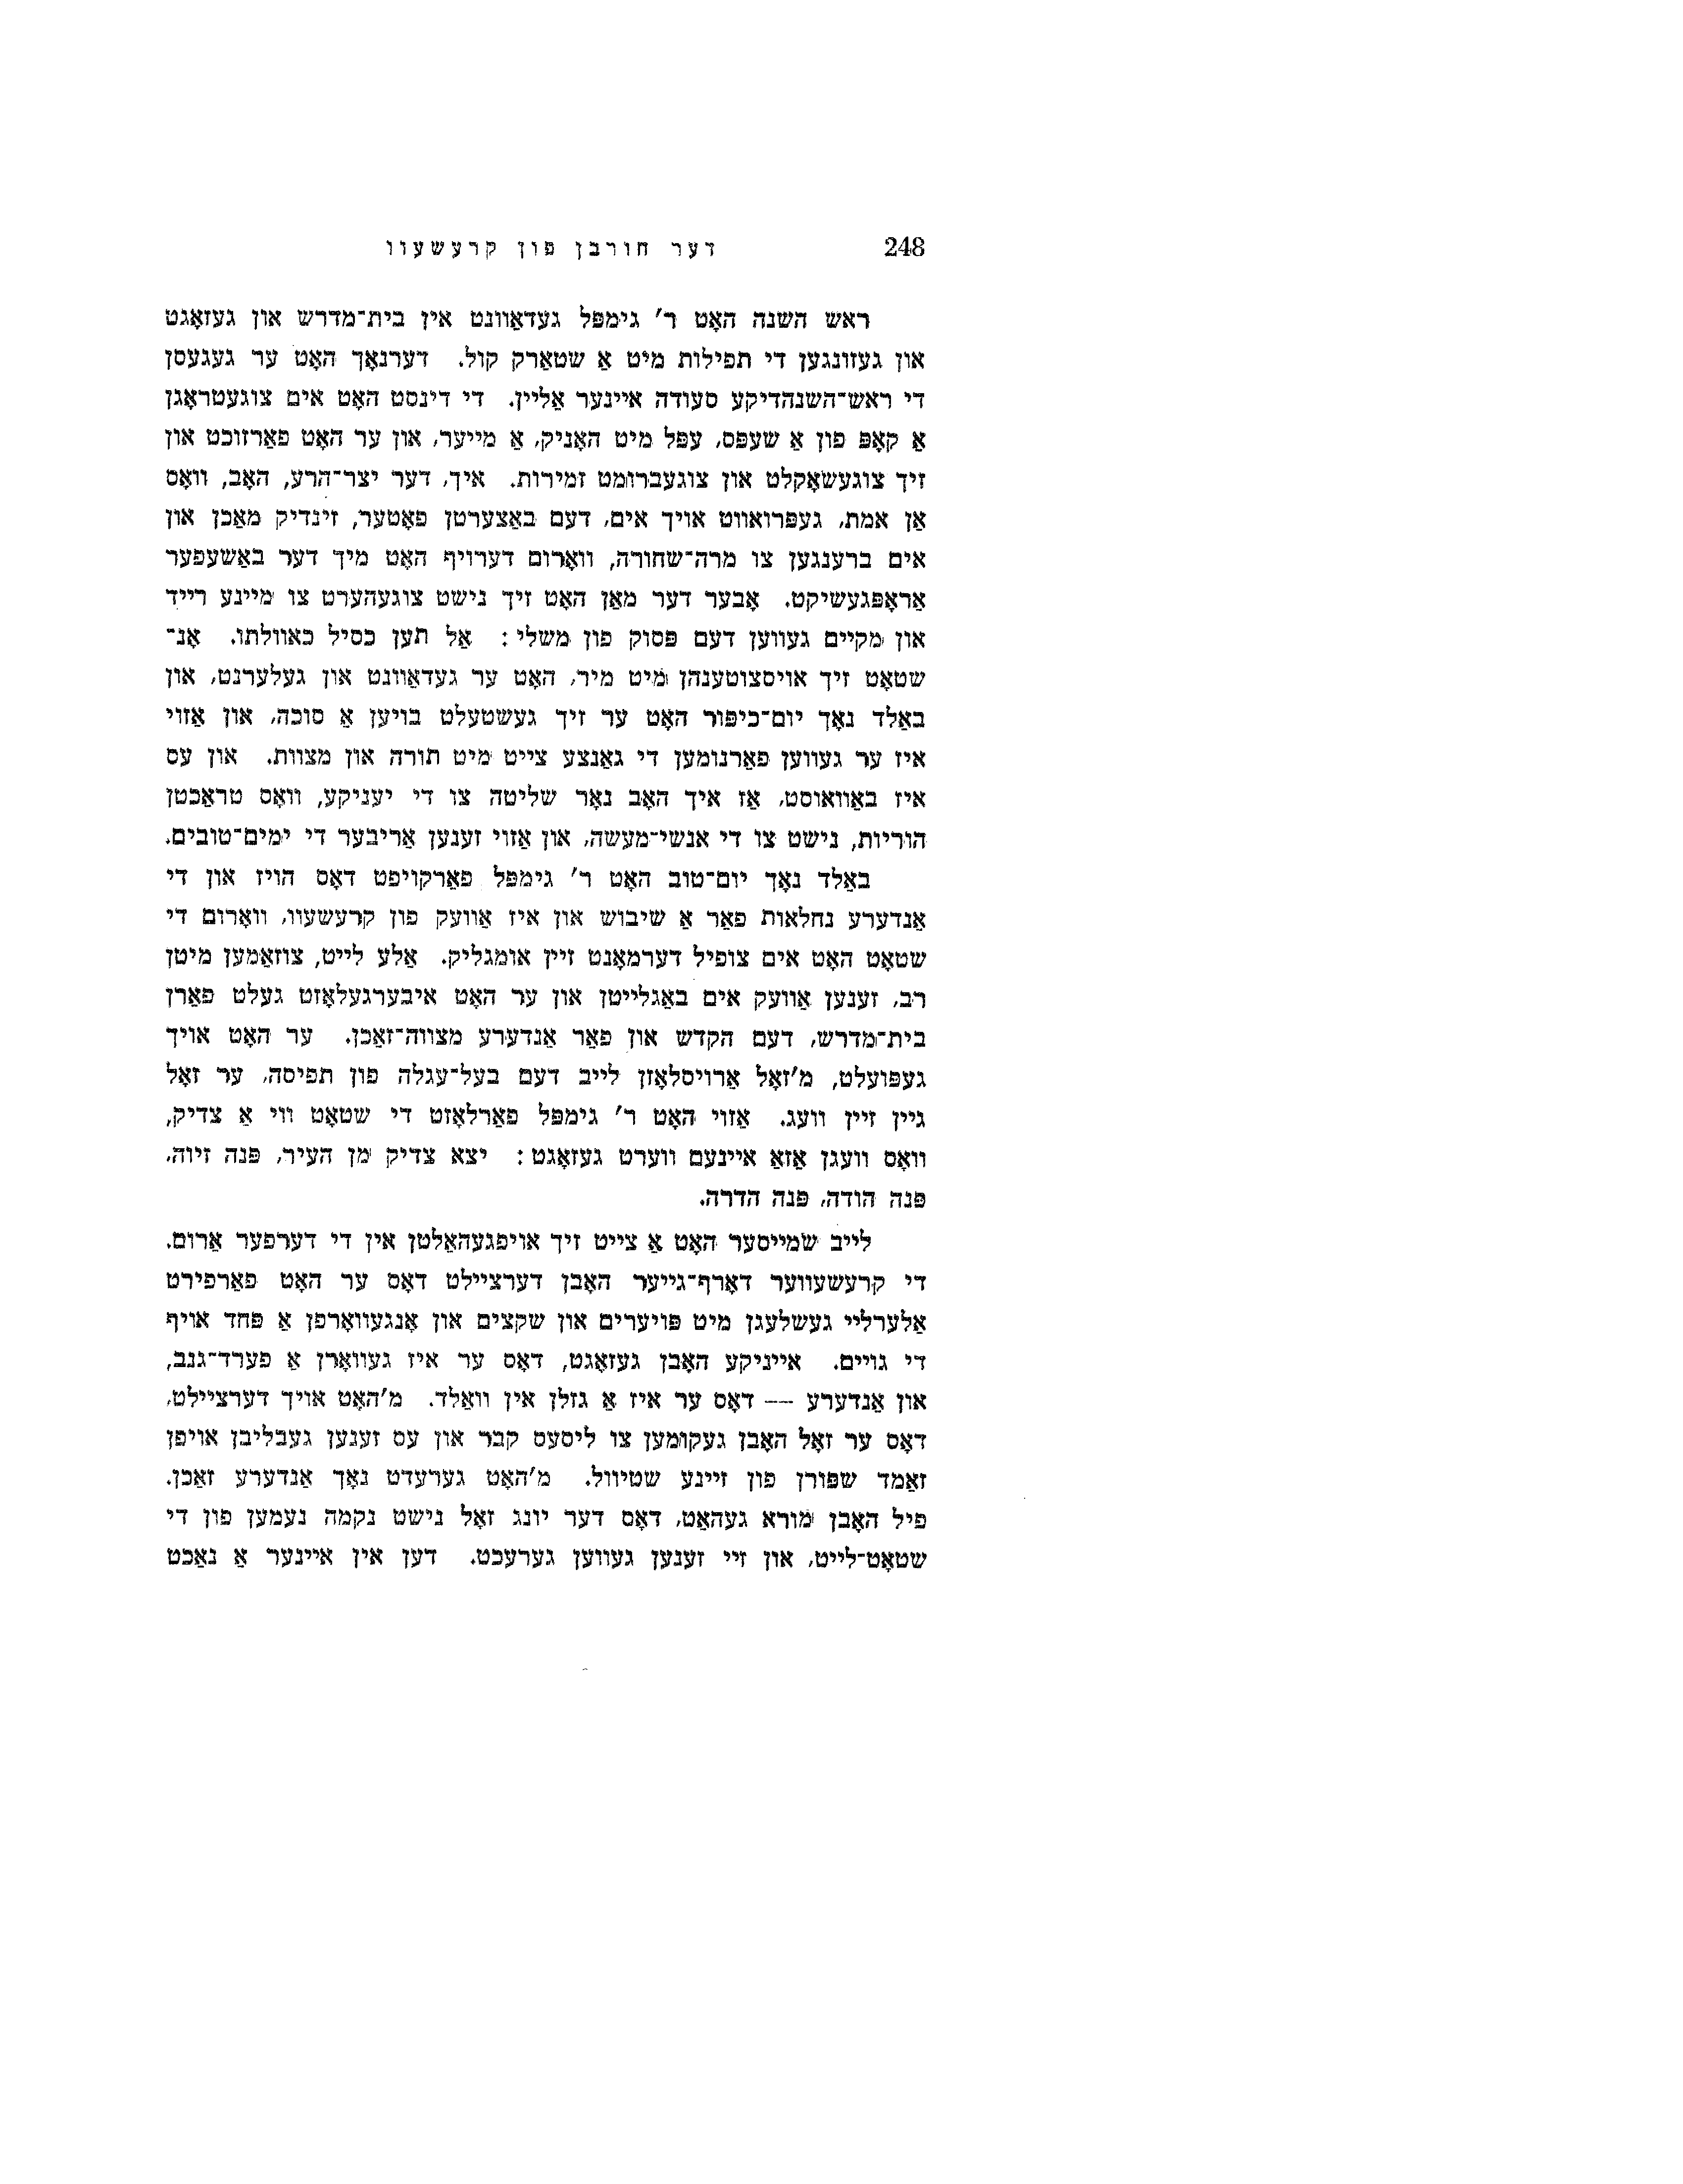 248 דער חורבן פון קרעשעוו
ראש השנה האָט ר' גימפּל געדאַוונט אין בית־מדרש און געזאָגט
און געזונגען די תפילות מיט אַ שטאַרק קול. דערנאָך האָט ער געגעסן
די ראש־השנהדיקע סעודה איינער אַליין. די דינסט האָט אים צוגעטראָגן
אַ קאָפּ פון אַ שעפּס, עפּל מיט האָניק, אַ מייער, און ער האָט פאַרזוכט און
זיך צוגעשאָקלט און צוגעברומט זמירות. איך, דער יצר־הרע, האָב, וואָס
אַן אמת, געפּרואווט אויך אים, דעם באַצערטן פאָטער, זינדיק מאַכן און
אים ברענגען צו מרה־שחורה, וואָרום דערויף האָט מיך דער באַשעפער
אַראָפּגעשיקט. אָבער דער מאַן האָט זיך נישט צוגעהערט צו מיינע רייד
און מקיים געווען דעם פּסוק פון משלי: אַל תען כסיל כאוולתו. אָנ־
שטאָט זיך אויסצוטענהן מיט מיר, האָט ער געדאַוונט און געלערנט, און
באַלד נאָך יום־כיפּור האָט ער זיך געשטעלט בויען אַ סוכה, און אַזוי
איז ער געווען פאַרנומען די גאַנצע צייט מיט תורה און מצוות. און עס
איז באַוואוסט, אַז איך האָב נאָר שליטה צו די יעניקע, וואָס טראַכטן
הוריות, נישט צו די אנשי־מעשה, און אַזוי זענען אַריבער די ימים־טובים.
באַלד נאָך יום־טוב האָט ר' גימפּל פאַרקויפט דאָס הויז און די
אַנדערע נחלאות פאַר אַ שיבוש און איז אַוועק פון קרעשעוו, וואָרום די
שטאָט האָט אים צופיל דערמאָנט זיין אומגליק. אַלע לייט, צוזאַמען מיטן
רב, זענען אַוועק אים באַגלייטן און ער האָט איבערגעלאָזט געלט פאַרן
בית־מדרש, דעם הקדש און פאַר אַנדערע מצווה־זאַכן. ער האָט אויך
געפּועלט, מ'זאָל אַרויסלאָזן לייב דעם בעל־עגלה פון תפיסה, ער זאָל
גיין זיין וועג. אַזוי האָט ר' גימפּל פאַרלאָזט די שטאָט ווי אַ צדיק,
וואָס וועגן אַזאַ איינעם ווערט געזאָגט: יצא צדיק מן העיר, פּנה זיוה,
פּנה הודה, פּנה הדרה.
לייב שמייסער האָט אַ צייט זיך אויפגעהאַלטן אין די דערפער אַרום.
די קרעשעווער דאָרף־גייער האָבן דערציילט דאָס ער האָט פאַרפירט
אַלערליי געשלעגן מיט פּויערים און שקצים און אָנגעוואָרפן אַ פּחד אויף
די גויים. אייניקע האָבן געזאָגט, דאָס ער איז געוואָרן אַ פערד־גנב,
און אַנדערע — דאָס ער איז אַ גזלן אין וואַלד. מ'האָט אויך דערציילט,
דאָס ער זאָל האָבן געקומען צו ליסעס קבר און עס זענען געבליבן אויפן
זאַמד שפּורן פון זיינע שטיוול. מ'האָט גערעדט נאָך אַנדערע זאַכן.
פיל האָבן מורא געהאַט, דאָס דער יונג זאָל נישט נקמה נעמען פון די
שטאָט־לייט, און זיי זענען געווען גערעכט. דען אין איינער אַ נאַכט